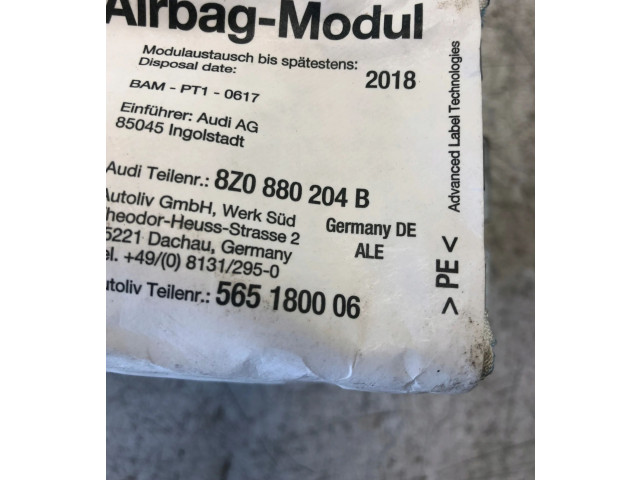 Airbag-Modul
Modulaustausch bis spätestens:
Disposal date: 2018
BAM - PT1 - 0617
Einführer: Audi AG
85045 Ingolstadt
Audi Teilenr.: 8Z0 880 204 B
Autoliv GmbH, Werk Süd
Theodor-Heuss-Strasse 2
5221 Dachau, Germany
el. +49/(0) 8131/295-0
Germany DE
ALE
utoliv Teilenr.: 565 1800 06
> PE <
Advanced Label Technologies